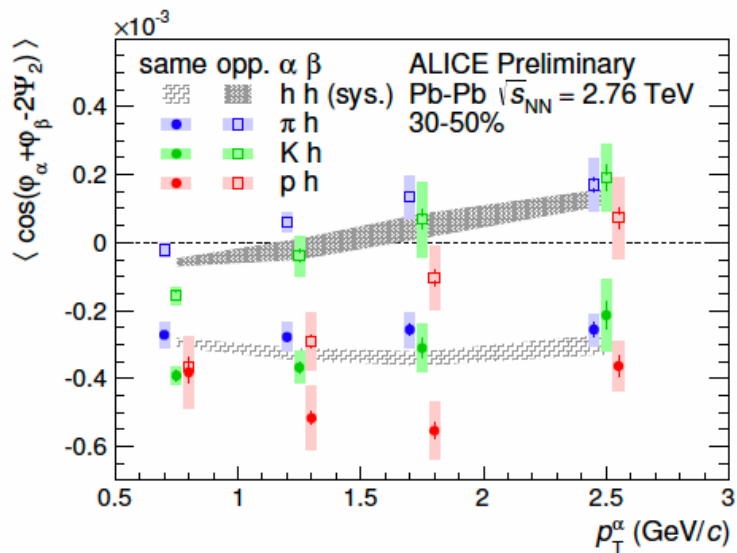 ×10⁻³
⟨ cos(φα+φβ-2Ψ2) ⟩
same opp. α β
h h (sys.)
π h
K h
p h
ALICE Preliminary
Pb-Pb √sNN = 2.76 TeV
30-50%
0.4
0.2
0
-0.2
-0.4
-0.6
0.5 1 1.5 2 2.5 3
pTα (GeV/c)